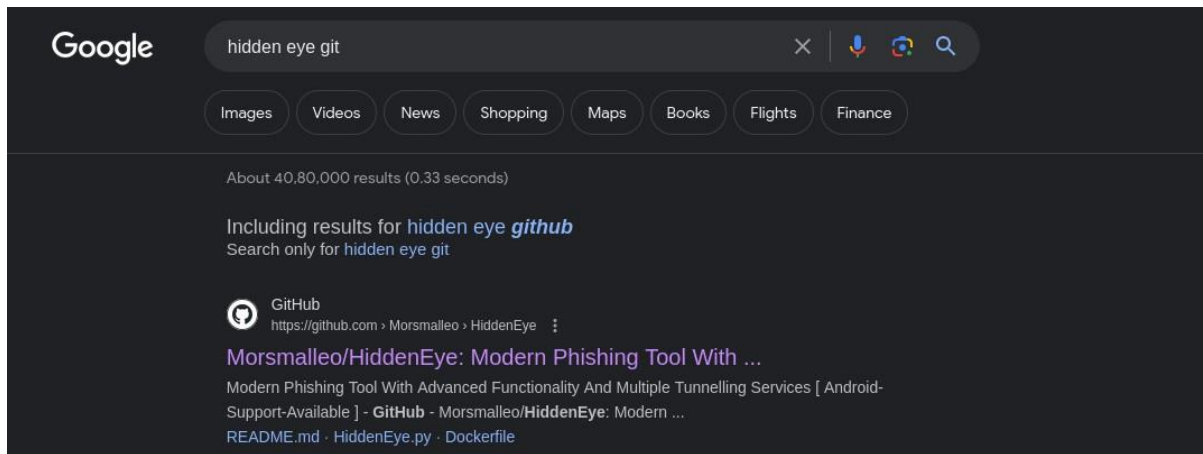 Google
hidden eye git
Images Videos News Shopping Maps Books Flights Finance
About 40,80,000 results (0.33 seconds)
Including results for hidden eye github
Search only for hidden eye git
GitHub
https://github.com › Morsmalleo › HiddenEye
Morsmalleo/HiddenEye: Modern Phishing Tool With ...
Modern Phishing Tool With Advanced Functionality And Multiple Tunnelling Services [ Android-
Support-Available ] - GitHub - Morsmalleo/HiddenEye: Modern ...
README.md · HiddenEye.py · Dockerfile